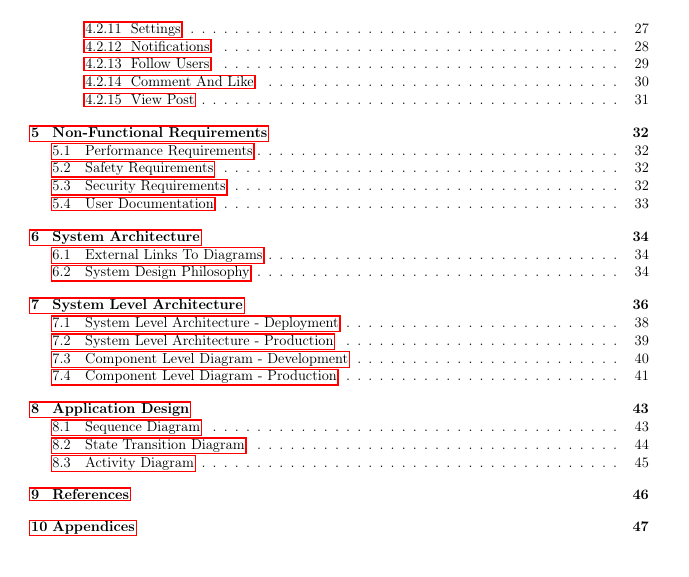 4.2.11 Settings . . . . . . . . . . . . . . . . . . . . . . . . . . . . . . . . . . . . . . . 27
4.2.12 Notifications . . . . . . . . . . . . . . . . . . . . . . . . . . . . . . . . . . . . 28
4.2.13 Follow Users . . . . . . . . . . . . . . . . . . . . . . . . . . . . . . . . . . . . 29
4.2.14 Comment And Like . . . . . . . . . . . . . . . . . . . . . . . . . . . . . . . . 30
4.2.15 View Post . . . . . . . . . . . . . . . . . . . . . . . . . . . . . . . . . . . . . . 31
5 Non-Functional Requirements 32
5.1 Performance Requirements . . . . . . . . . . . . . . . . . . . . . . . . . . . . . . . . . 32
5.2 Safety Requirements . . . . . . . . . . . . . . . . . . . . . . . . . . . . . . . . . . . . 32
5.3 Security Requirements . . . . . . . . . . . . . . . . . . . . . . . . . . . . . . . . . . . 32
5.4 User Documentation . . . . . . . . . . . . . . . . . . . . . . . . . . . . . . . . . . . . 33
6 System Architecture 34
6.1 External Links To Diagrams . . . . . . . . . . . . . . . . . . . . . . . . . . . . . . . . 34
6.2 System Design Philosophy . . . . . . . . . . . . . . . . . . . . . . . . . . . . . . . . . 34
7 System Level Architecture 36
7.1 System Level Architecture - Deployment . . . . . . . . . . . . . . . . . . . . . . . . . 38
7.2 System Level Architecture - Production . . . . . . . . . . . . . . . . . . . . . . . . . 39
7.3 Component Level Diagram - Development . . . . . . . . . . . . . . . . . . . . . . . . 40
7.4 Component Level Diagram - Production . . . . . . . . . . . . . . . . . . . . . . . . . 41
8 Application Design 43
8.1 Sequence Diagram . . . . . . . . . . . . . . . . . . . . . . . . . . . . . . . . . . . . . 43
8.2 State Transition Diagram . . . . . . . . . . . . . . . . . . . . . . . . . . . . . . . . . 44
8.3 Activity Diagram . . . . . . . . . . . . . . . . . . . . . . . . . . . . . . . . . . . . . . 45
9 References 46
10 Appendices 47